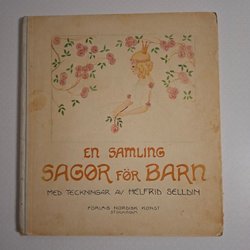 EN SAMLING
SAGOR FÖR BARN
MED TECKNINGAR AV HELFRID SELLDIN
FÖRLAG NORDISK KONST
STOCKHOLM